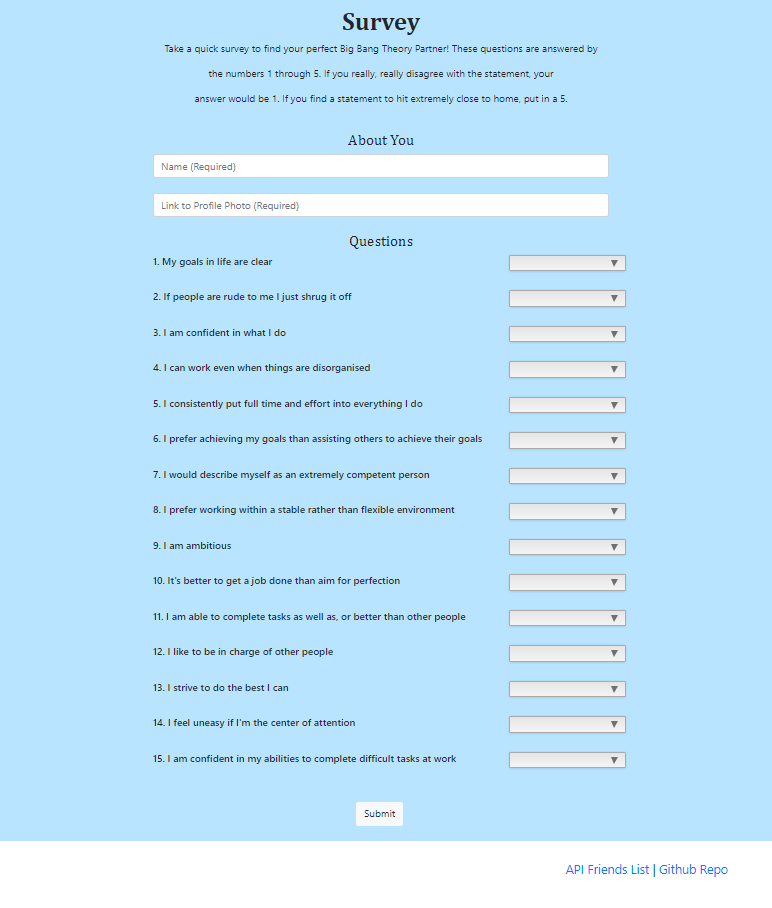 Survey
Take a quick survey to find your perfect Big Bang Theory Partner! These questions are answered by
the numbers 1 through 5. If you really, really disagree with the statement, your
answer would be 1. If you find a statement to hit extremely close to home, put in a 5.
About You
Name (Required)
Link to Profile Photo (Required)
Questions
1. My goals in life are clear
2. If people are rude to me I just shrug it off
3. I am confident in what I do
4. I can work even when things are disorganised
5. I consistently put full time and effort into everything I do
6. I prefer achieving my goals than assisting others to achieve their goals
7. I would describe myself as an extremely competent person
8. I prefer working within a stable rather than flexible environment
9. I am ambitious
10. It's better to get a job done than aim for perfection
11. I am able to complete tasks as well as, or better than other people
12. I like to be in charge of other people
13. I strive to do the best I can
14. I feel uneasy if I'm the center of attention
15. I am confident in my abilities to complete difficult tasks at work
Submit
API Friends List | Github Repo